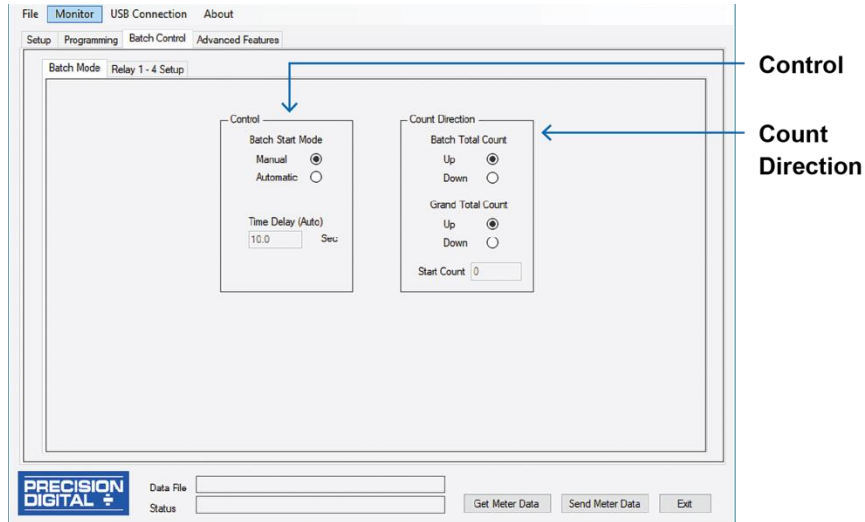 File Monitor USB Connection About
Setup Programming Batch Control Advanced Features
Batch Mode Relay 1 - 4 Setup
Control
Batch Start Mode
Manual
Automatic
Time Delay (Auto)
10.0 Sec
Count Direction
Batch Total Count
Up
Down
Grand Total Count
Up
Down
Start Count 0
Control
Count
Direction
PRECISION
DIGITAL
Data File
Status
Get Meter Data Send Meter Data Exit